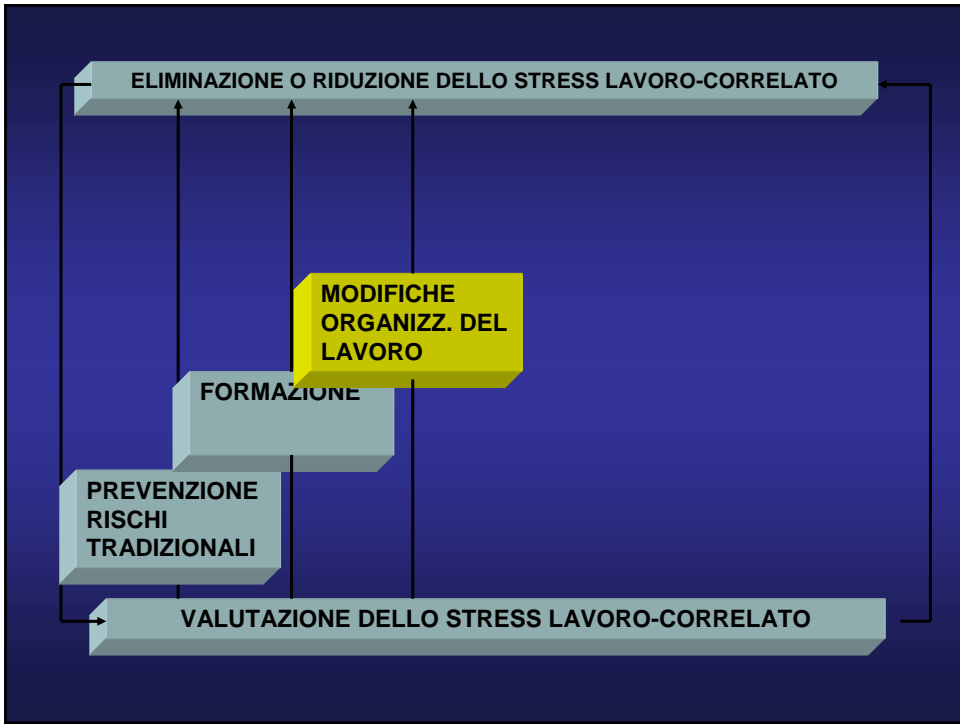 ELIMINAZIONE O RIDUZIONE DELLO STRESS LAVORO-CORRELATO
MODIFICHE
ORGANIZZ. DEL
LAVORO
FORMAZIONE
PREVENZIONE
RISCHI
TRADIZIONALI
VALUTAZIONE DELLO STRESS LAVORO-CORRELATO